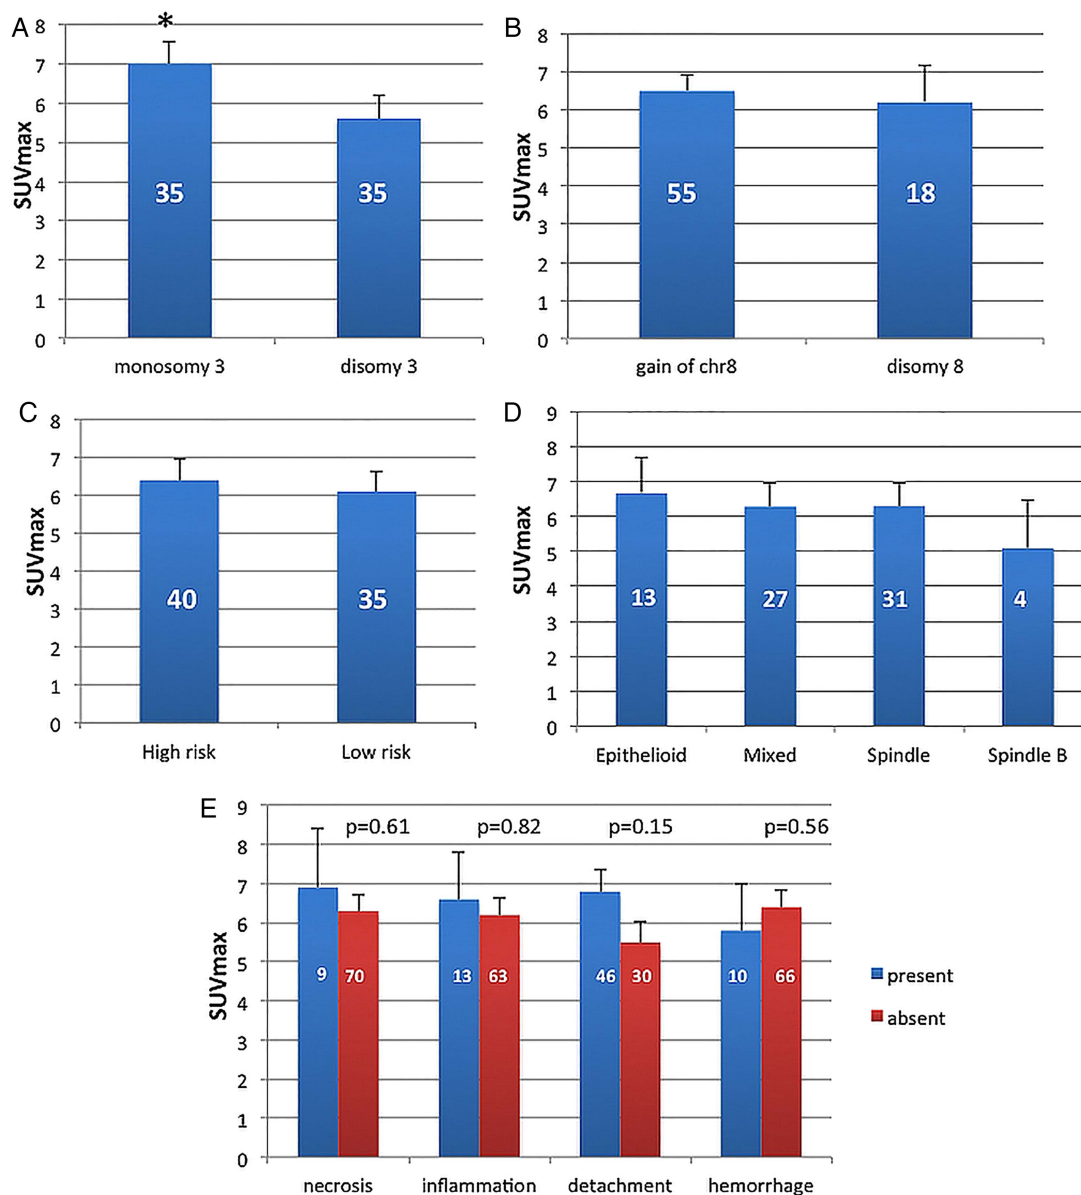 A
*
8
7
6
5
4
3
2
1
0
SUVmax
35
35
monosomy 3
disomy 3
B
8
7
6
5
4
3
2
1
0
SUVmax
55
18
gain of chr8
disomy 8
C
8
7
6
5
4
3
2
1
0
SUVmax
40
35
High risk
Low risk
D
9
8
7
6
5
4
3
2
1
0
SUVmax
13
27
31
4
Epithelioid
Mixed
Spindle
Spindle B
E
9
8
7
6
5
4
3
2
1
0
SUVmax
p=0.61
p=0.82
p=0.15
p=0.56
9
70
13
63
46
30
10
66
necrosis
inflammation
detachment
hemorrhage
present
absent